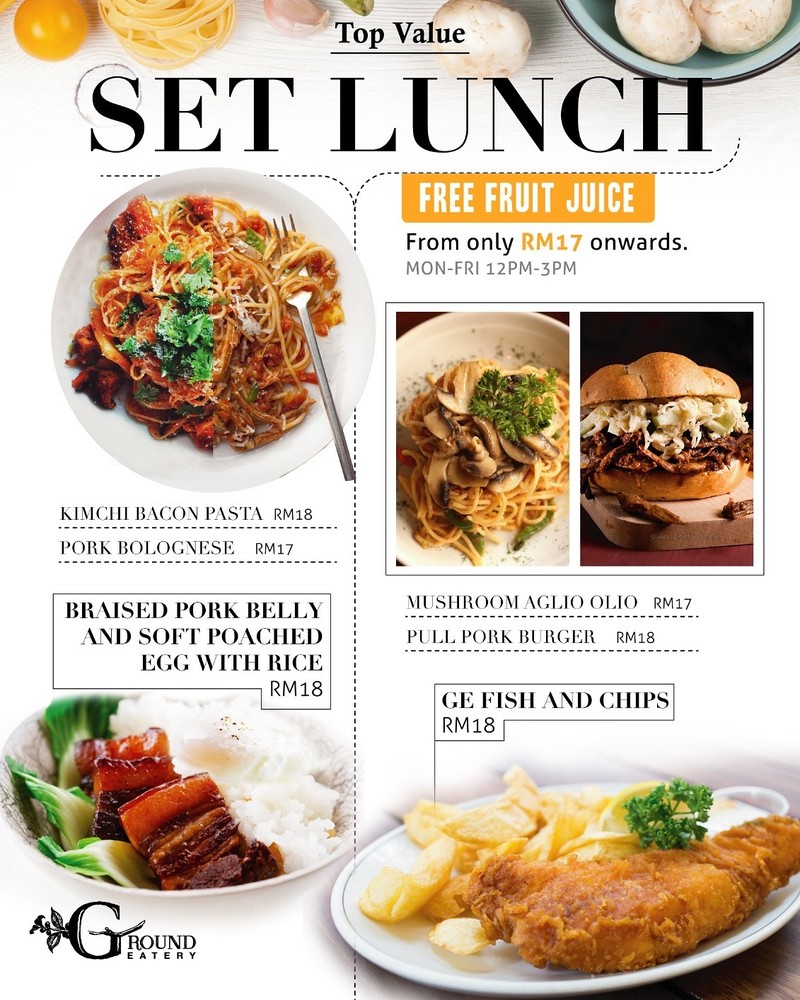 Top Value
SET LUNCH
FREE FRUIT JUICE
From only RM17 onwards.
MON-FRI 12PM-3PM
KIMCHI BACON PASTA RM18
PORK BOLOGNESE RM17
MUSHROOM AGLIO OLIO RM17
PULL PORK BURGER RM18
BRAISED PORK BELLY
AND SOFT POACHED
EGG WITH RICE
RM18
GE FISH AND CHIPS
RM18
GROUND
EATERY